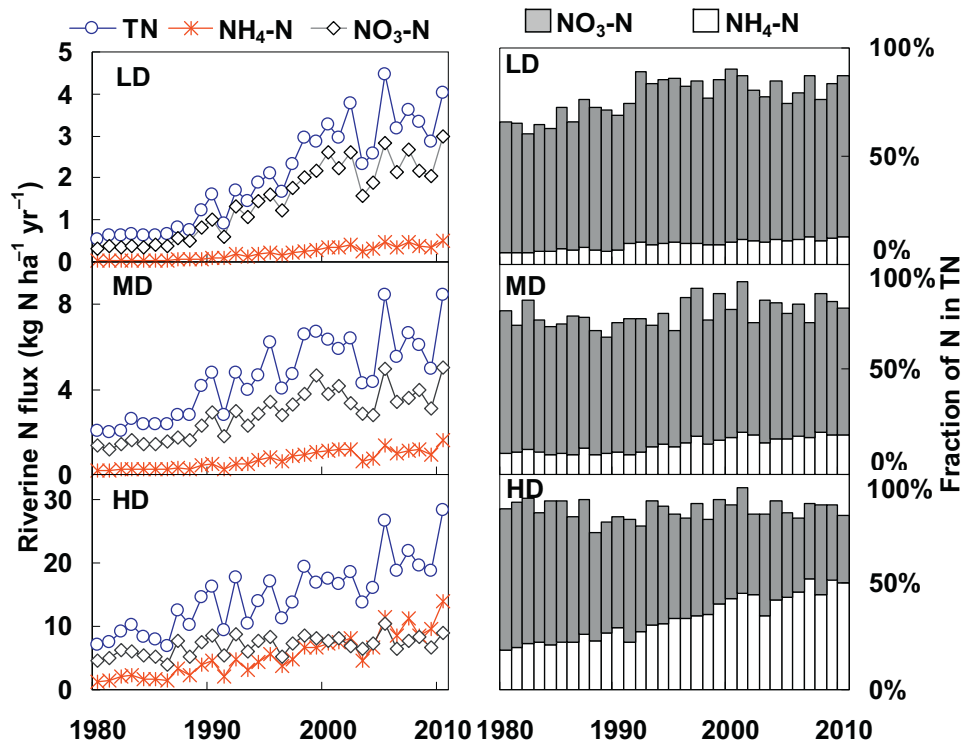 TN NH₄-N NO₃-N
Riverine N flux (kg N ha⁻¹ yr⁻¹)
LD
5
4
3
2
1
0
MD
8
4
0
HD
30
20
10
0
1980 1990 2000 2010
NO₃-N NH₄-N
LD
100%
50%
0%
MD
100%
50%
0%
HD
100%
50%
0%
1980 1990 2000 2010
Fraction of N in TN